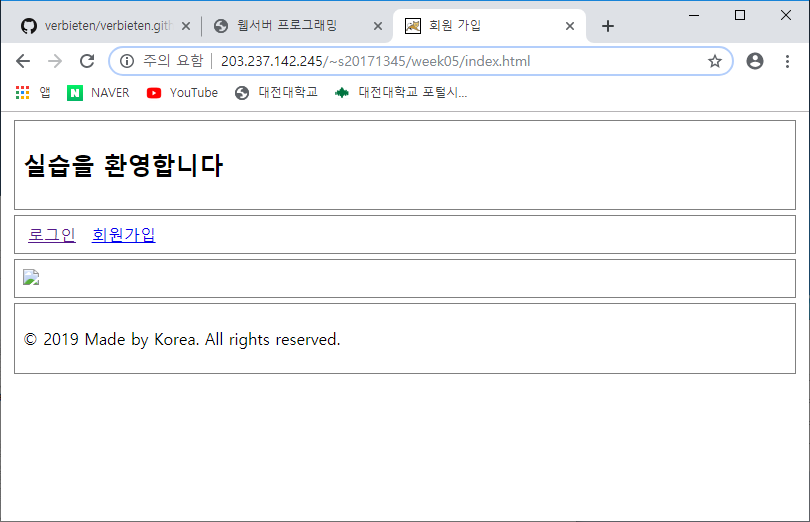 verbieten/verbieten.gith
웹서버 프로그래밍
회원 가입
주의 요함 | 203.237.142.245/~s20171345/week05/index.html
앱 NAVER YouTube 대전대학교 대전대학교 포털시...
실습을 환영합니다
로그인 회원가입
© 2019 Made by Korea. All rights reserved.